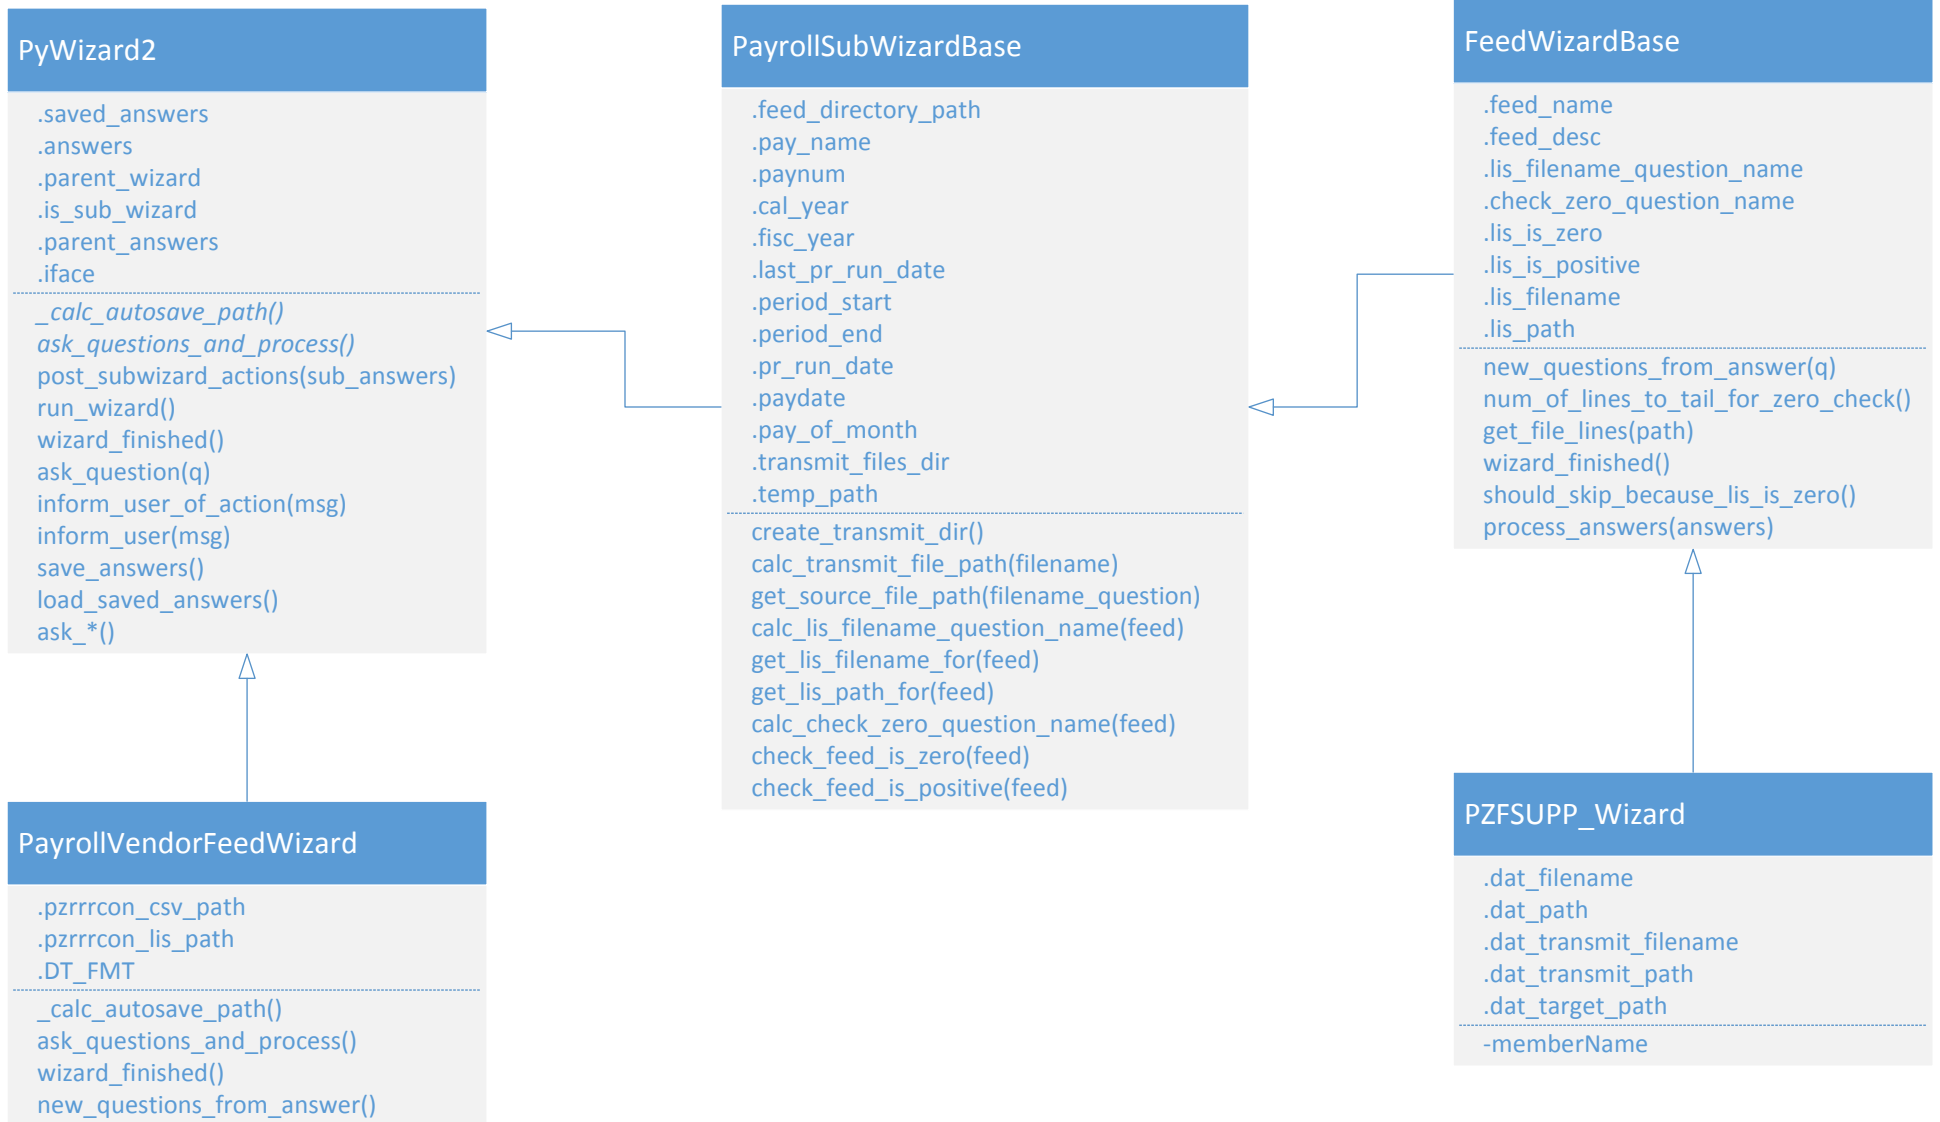 PyWizard2
.saved_answers
.answers
.parent_wizard
.is_sub_wizard
.parent_answers
.iface
_calc_autosave_path()
ask_questions_and_process()
post_subwizard_actions(sub_answers)
run_wizard()
wizard_finished()
ask_question(q)
inform_user_of_action(msg)
inform_user(msg)
save_answers()
load_saved_answers()
ask_*()
PayrollVendorFeedWizard
.pzrrrcon_csv_path
.pzrrrcon_lis_path
.DT_FMT
_calc_autosave_path()
ask_questions_and_process()
wizard_finished()
new_questions_from_answer()
PayrollSubWizardBase
.feed_directory_path
.pay_name
.paynum
.cal_year
.fisc_year
.last_pr_run_date
.period_start
.period_end
.pr_run_date
.paydate
.pay_of_month
.transmit_files_dir
.temp_path
create_transmit_dir()
calc_transmit_file_path(filename)
get_source_file_path(filename_question)
calc_lis_filename_question_name(feed)
get_lis_filename_for(feed)
get_lis_path_for(feed)
calc_check_zero_question_name(feed)
check_feed_is_zero(feed)
check_feed_is_positive(feed)
FeedWizardBase
.feed_name
.feed_desc
.lis_filename_question_name
.check_zero_question_name
.lis_is_zero
.lis_is_positive
.lis_filename
.lis_path
new_questions_from_answer(q)
num_of_lines_to_tail_for_zero_check()
get_file_lines(path)
wizard_finished()
should_skip_because_lis_is_zero()
process_answers(answers)
PZFSUPP_Wizard
.dat_filename
.dat_path
.dat_transmit_filename
.dat_transmit_path
.dat_target_path
-memberName